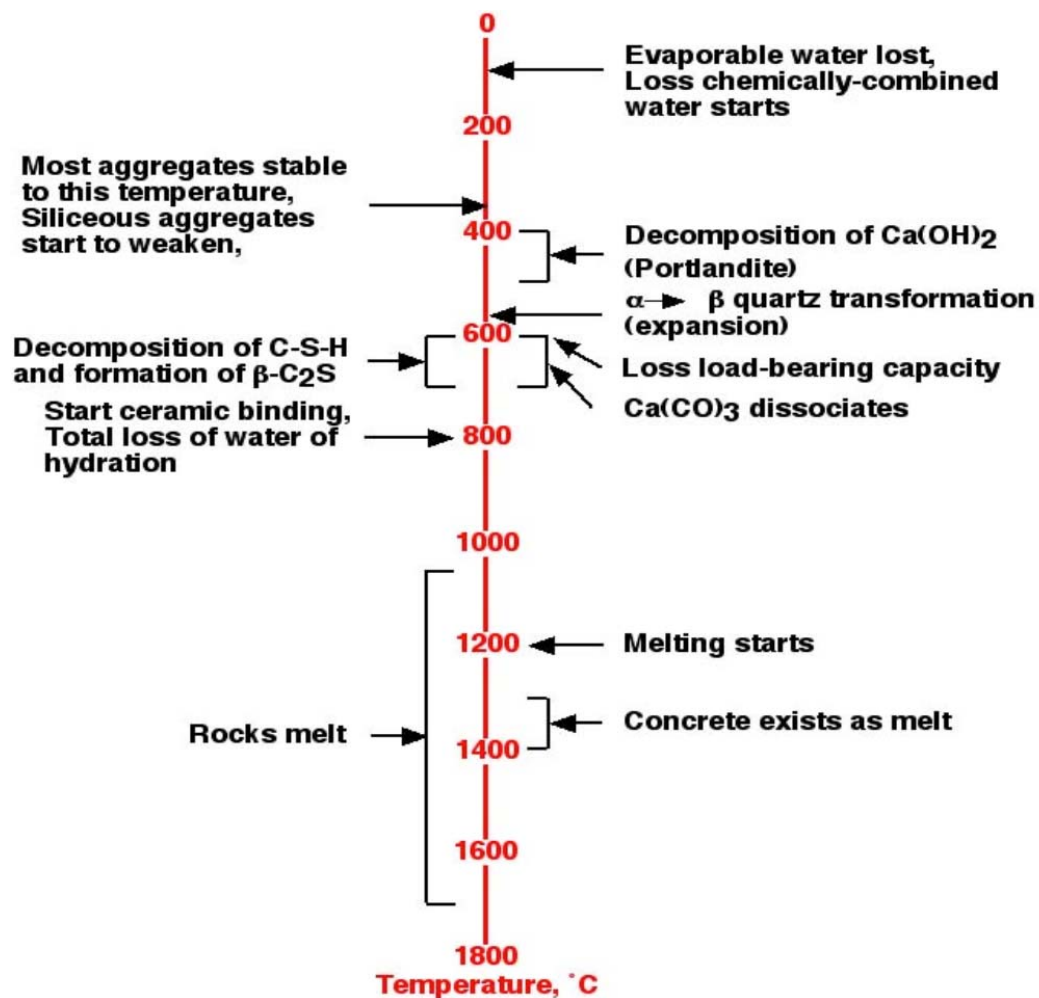 0
Evaporable water lost,
Loss chemically-combined
water starts
200
Most aggregates stable
to this temperature,
Siliceous aggregates
start to weaken,
400
Decomposition of Ca(OH)2
(Portlandite)
α→ β quartz transformation
(expansion)
600
Decomposition of C-S-H
and formation of β-C2S
Loss load-bearing capacity
Ca(CO)3 dissociates
Start ceramic binding,
Total loss of water of
hydration
800
1000
1200
Melting starts
Rocks melt
Concrete exists as melt
1400
1600
1800
Temperature, °C